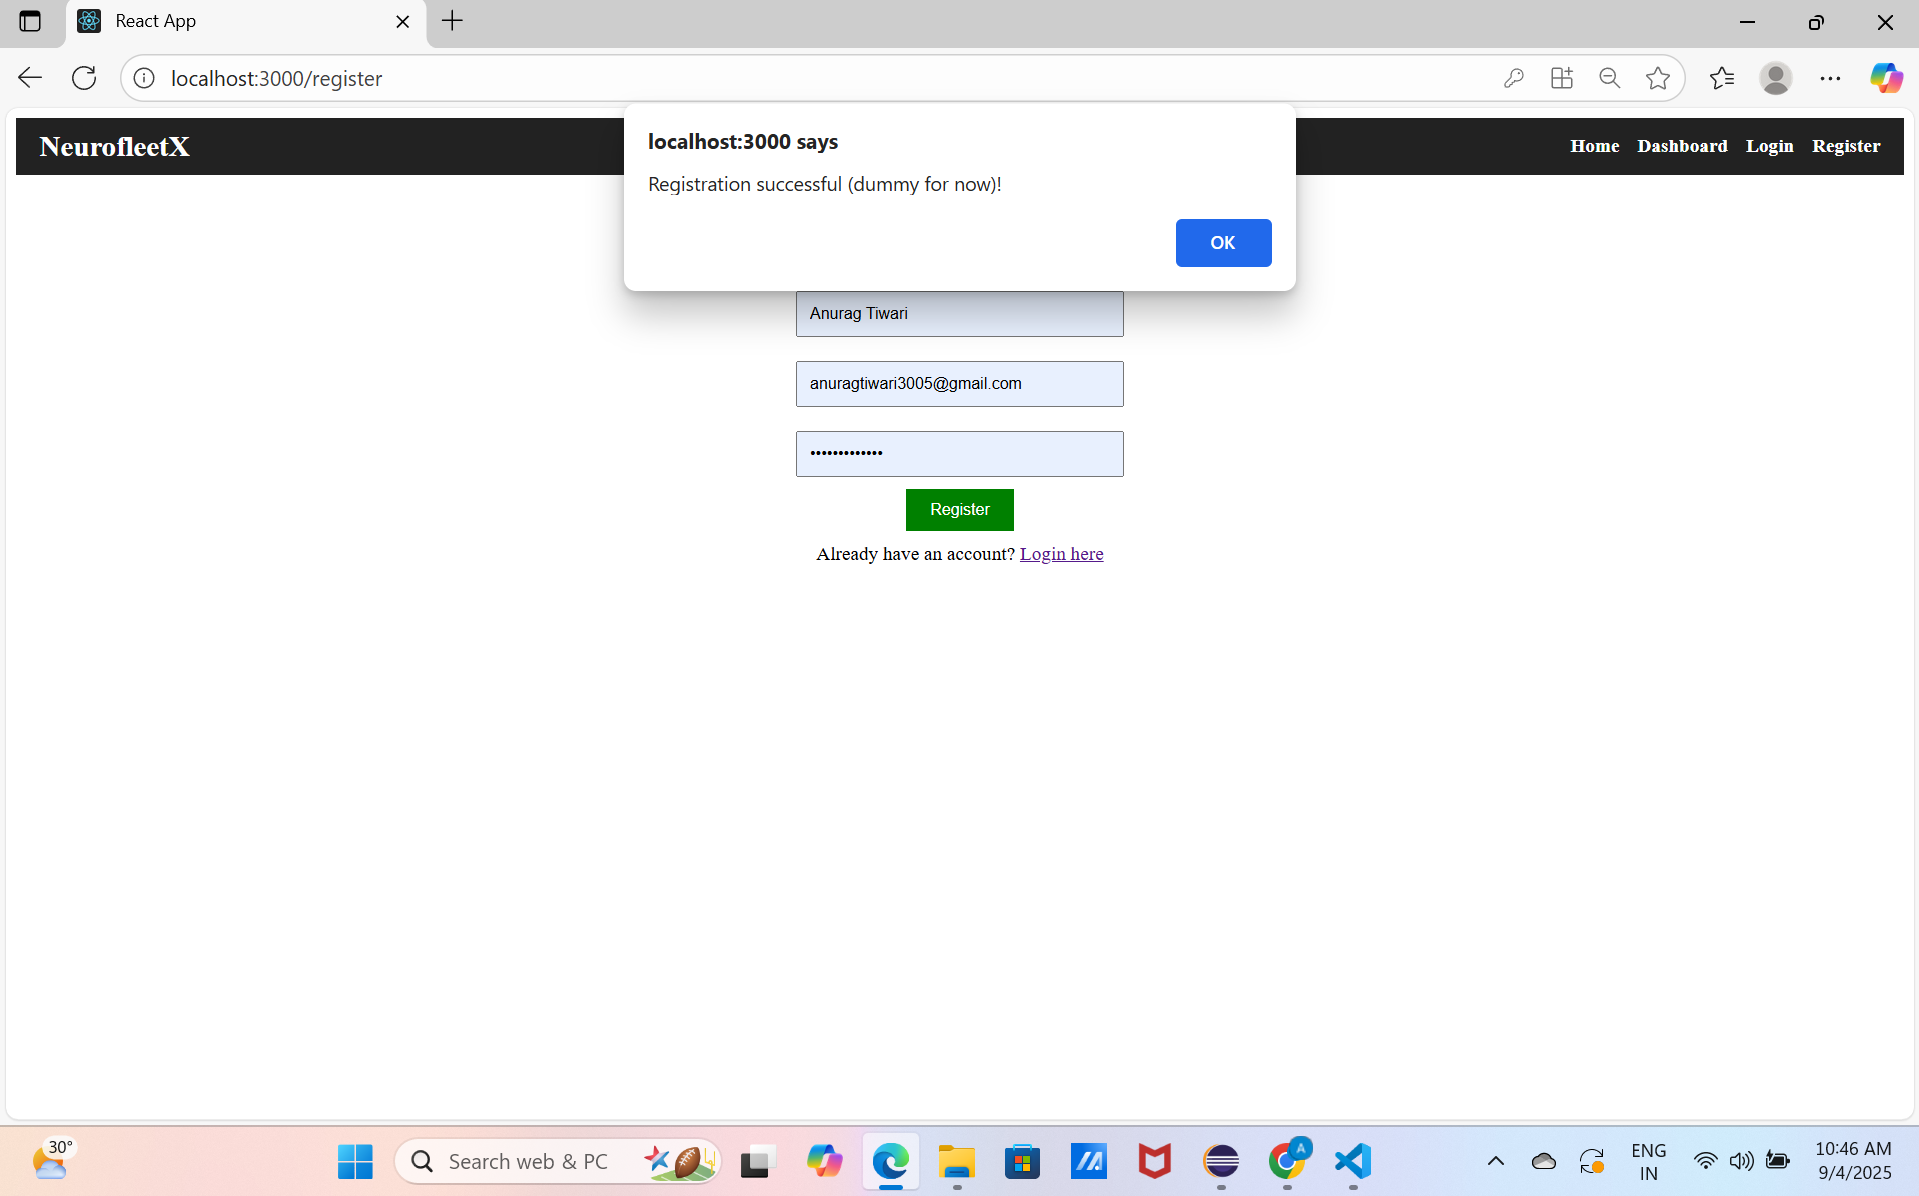 React App
localhost:3000/register
NeurofleetX
Home Dashboard Login Register
localhost:3000 says
Registration successful (dummy for now)!
OK
Anurag Tiwari
anuragtiwari3005@gmail.com
•••••••••••••
Register
Already have an account? Login here
30°
Search web & PC
A
ENG
IN
10:46 AM
9/4/2025